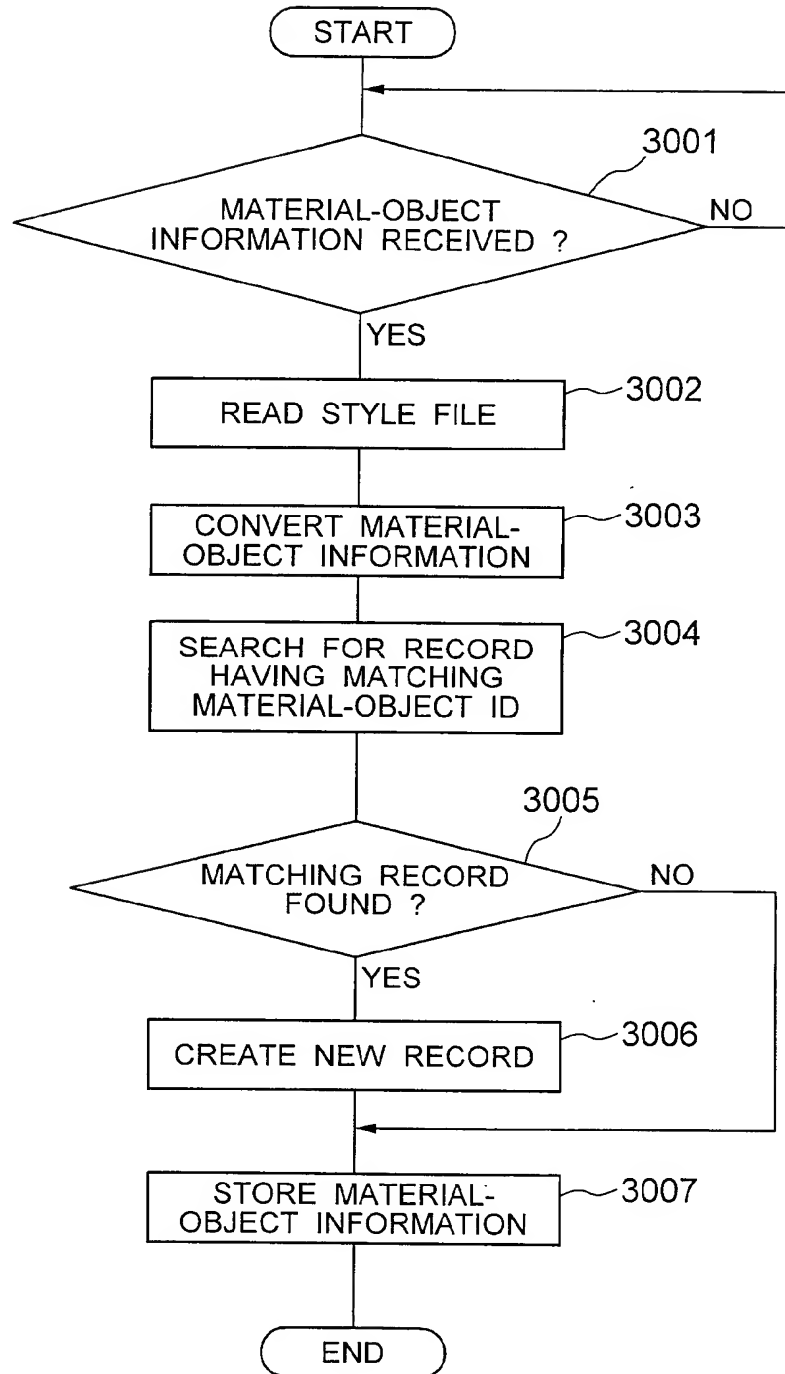 START
3001
MATERIAL-OBJECT
INFORMATION RECEIVED ?
NO
YES
READ STYLE FILE
3002
CONVERT MATERIAL-
OBJECT INFORMATION
3003
SEARCH FOR RECORD
HAVING MATCHING
MATERIAL-OBJECT ID
3004
3005
MATCHING RECORD
FOUND ?
NO
YES
CREATE NEW RECORD
3006
STORE MATERIAL-
OBJECT INFORMATION
3007
END